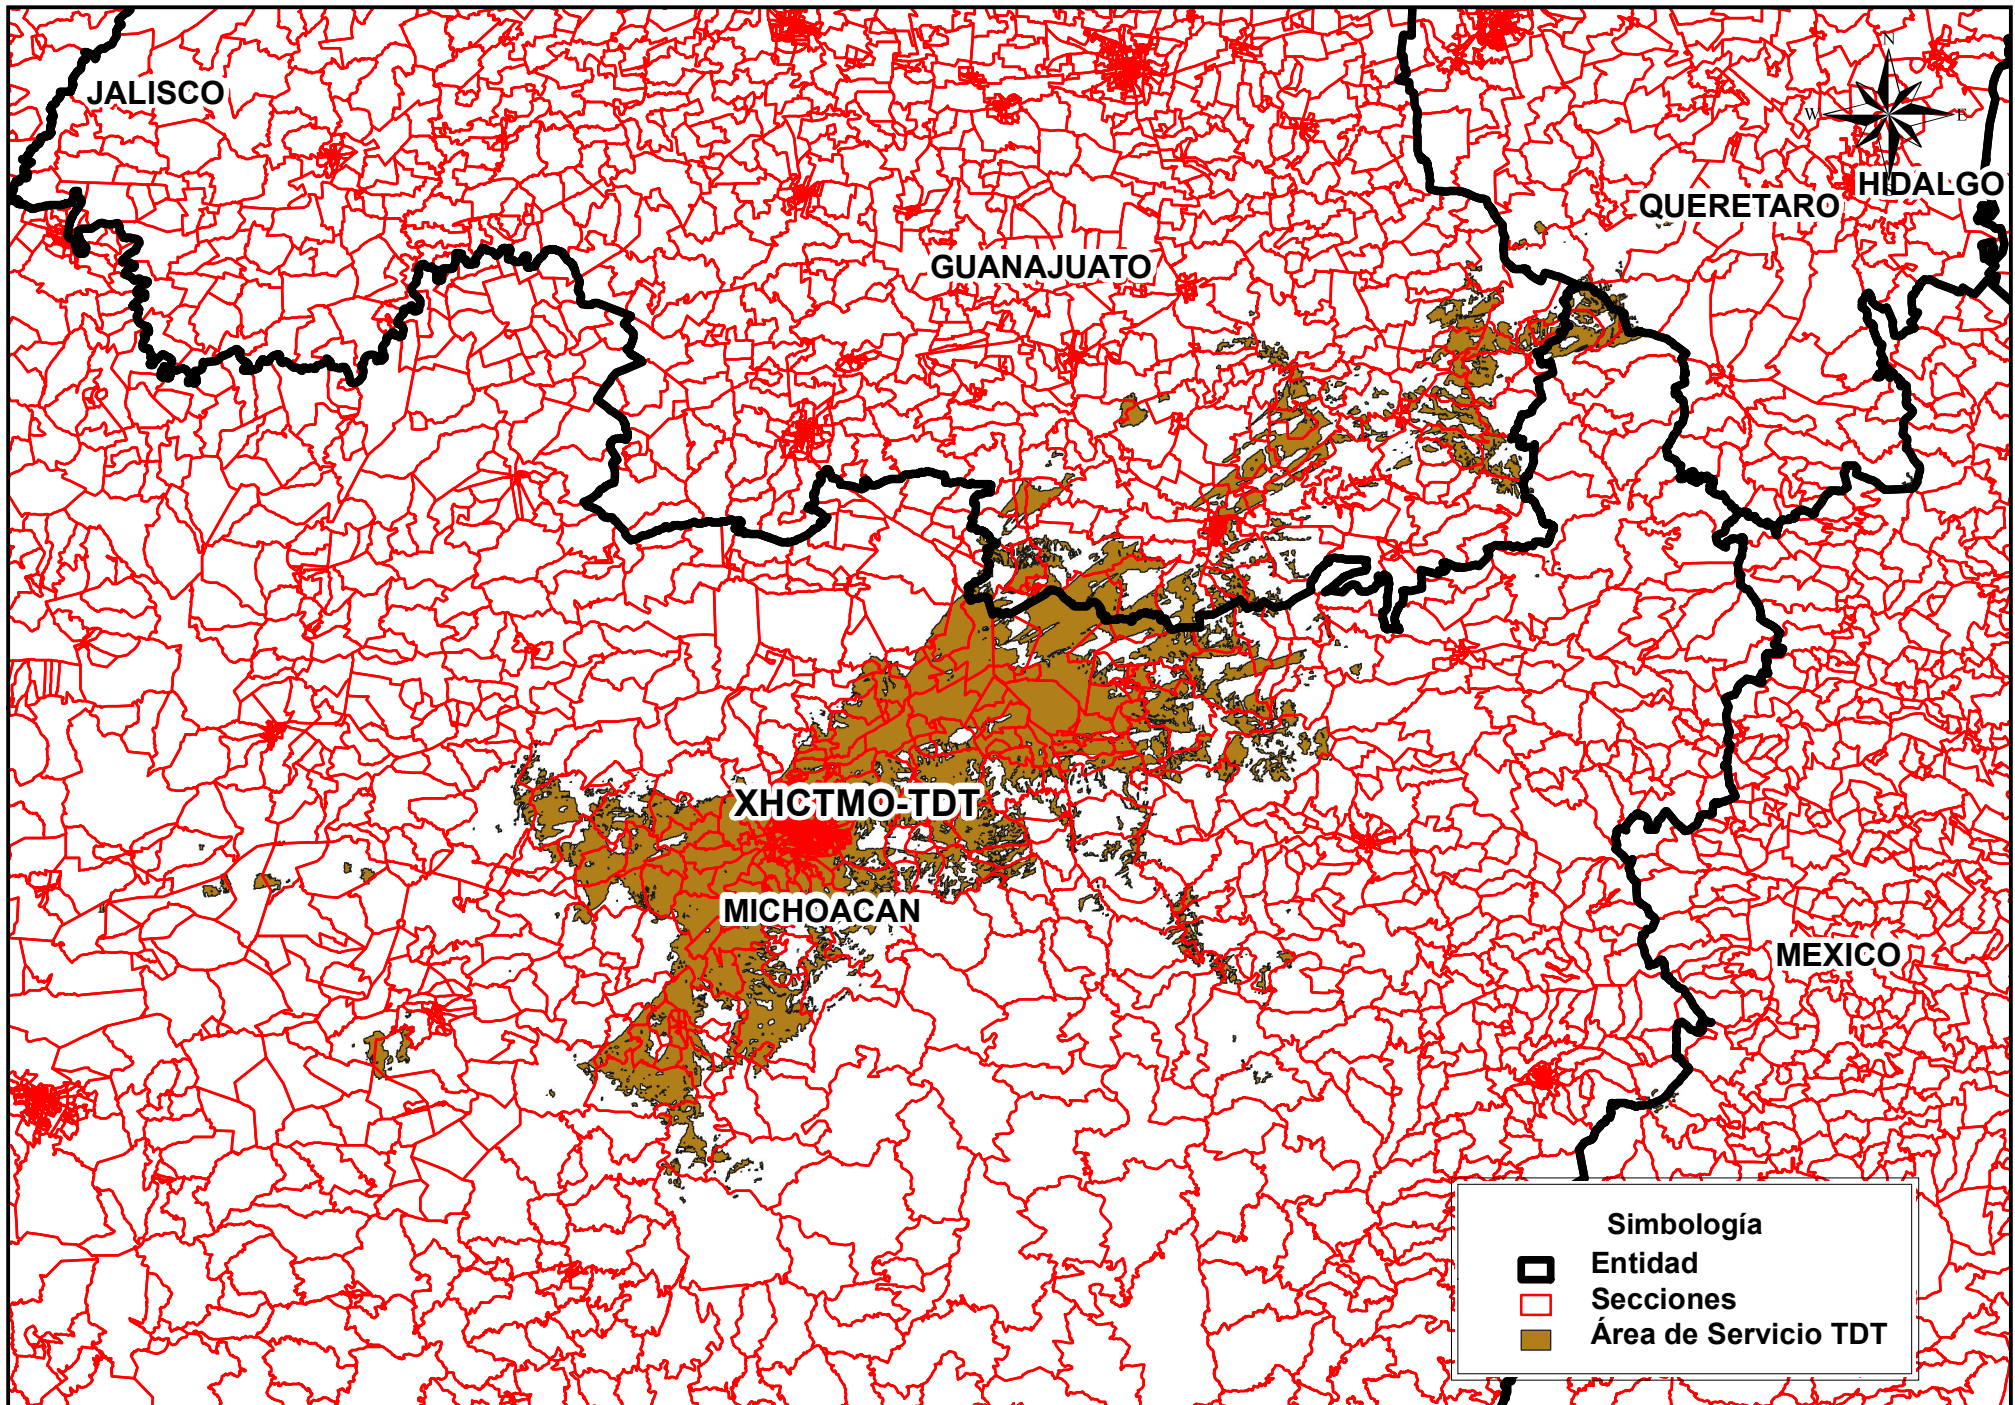 JALISCO
N
W
E
S
HIDALGO
QUERETARO
GUANAJUATO
XHCTMO-TDT
MICHOACAN
MEXICO
Simbología
Entidad
Secciones
Área de Servicio TDT